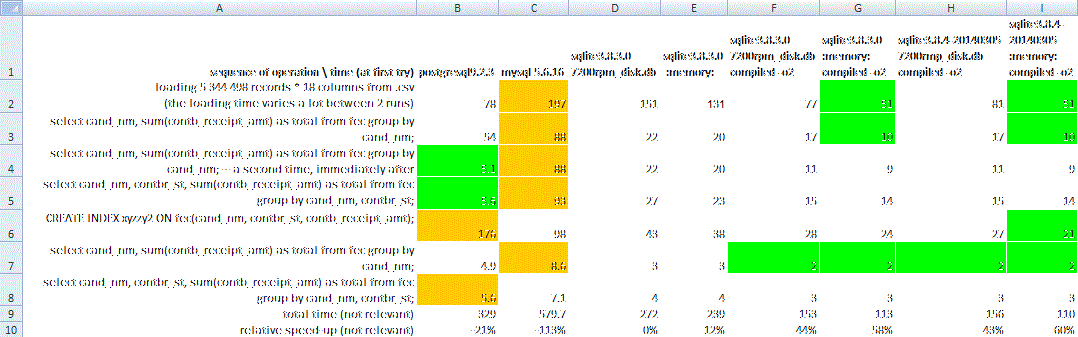 A B C D E F G H I
1 sequence of operation \ time (at first try) postgresql9.2.3 mysql 5.6.16 sqlite3.8.3.0 sqlite3.8.3.0 sqlite3.8.3.0 sqlite3.8.3.0 sqlite3.8.4-20140305 sqlite3.8.4-
7200rpm_disk.db :memory: 7200rpm_disk.db :memory: 7200rpm_disk.db 20140305
compiled -o2 compiled -o2 compiled -o2 :memory:
compiled -o2
loading 5 344 498 records * 18 columns from .csv
2 (the loading time varies a lot between 2 runs) 78 197 151 131 77 51 81 51
select cand_nm, sum(contb_receipt_amt) as total from fec group by
3 cand_nm; 54 88 22 20 17 10 17 10
select cand_nm, sum(contb_receipt_amt) as total from fec group by
4 cand_nm; -- a second time, immediately after 5.1 88 22 20 11 9 11 9
select cand_nm, contbr_st, sum(contb_receipt_amt) as total from fec
5 group by cand_nm, contbr_st; 93 27 23 15 14 15 14
CREATE INDEX xyzzy2 ON fec(cand_nm, contbr_st, contb_receipt_amt);
6 176 98 43 38 28 24 27 21
select cand_nm, sum(contb_receipt_amt) as total from fec group by
7 cand_nm; 4.9 8.6 3 3 2 2 2 2
select cand_nm, contbr_st, sum(contb_receipt_amt) as total from fec
8 group by cand_nm, contbr_st; 5.6 7.1 4 4 3 3 3 3
9 total time (not relevant) 329 579.7 272 239 153 113 156 110
10 relative speed-up (not relevant) -21% -113% 0% 12% 44% 58% 43% 60%